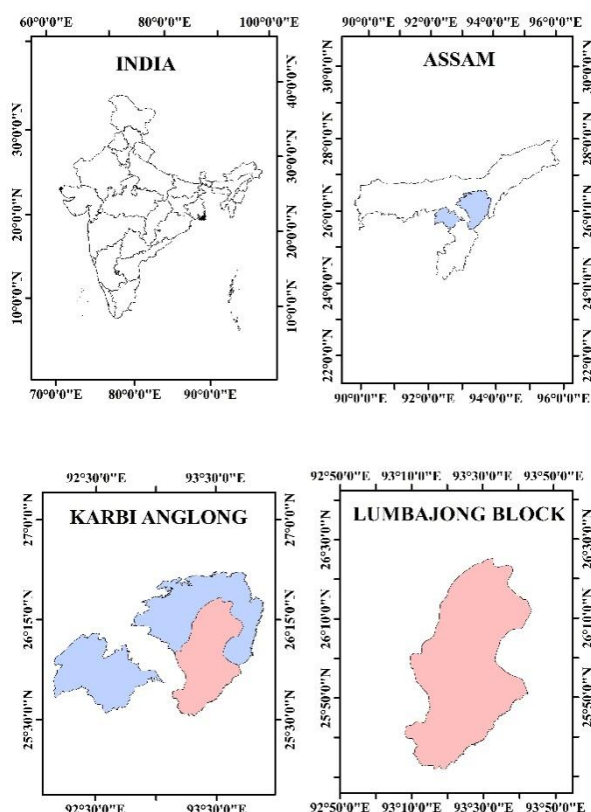 60°0'0"E 80°0'0"E 100°0'0"E
INDIA
40°0'0"N
30°0'0"N
30°0'0"N
20°0'0"N
20°0'0"N
10°0'0"N
10°0'0"N
70°0'0"E 80°0'0"E 90°0'0"E
90°0'0"E 92°0'0"E 94°0'0"E 96°0'0"E
ASSAM
30°0'0"N
28°0'0"N
26°0'0"N
24°0'0"N
22°0'0"N
30°0'0"N
28°0'0"N
26°0'0"N
24°0'0"N
22°0'0"N
90°0'0"E 92°0'0"E 94°0'0"E 96°0'0"E
92°30'0"E 93°30'0"E
KARBI ANGLONG
27°0'0"N
26°15'0"N
25°30'0"N
27°0'0"N
26°15'0"N
25°30'0"N
92°30'0"E 93°30'0"E
92°50'0"E 93°10'0"E 93°30'0"E 93°50'0"E
LUMBAJONG BLOCK
26°30'0"N
26°10'0"N
25°50'0"N
26°30'0"N
26°10'0"N
25°50'0"N
92°50'0"E 93°10'0"E 93°30'0"E 93°50'0"E